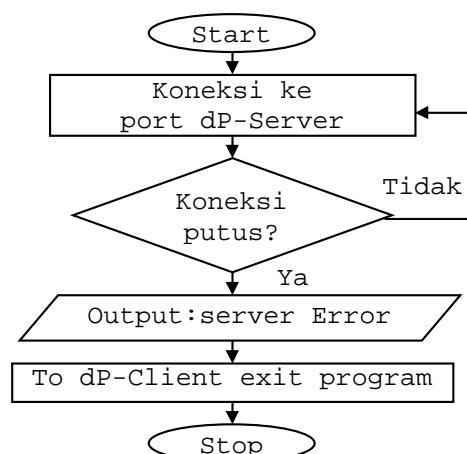 Start
Koneksi ke
port dP-Server
Tidak
Koneksi
putus?
Ya
Output:server Error
To dP-Client exit program
Stop